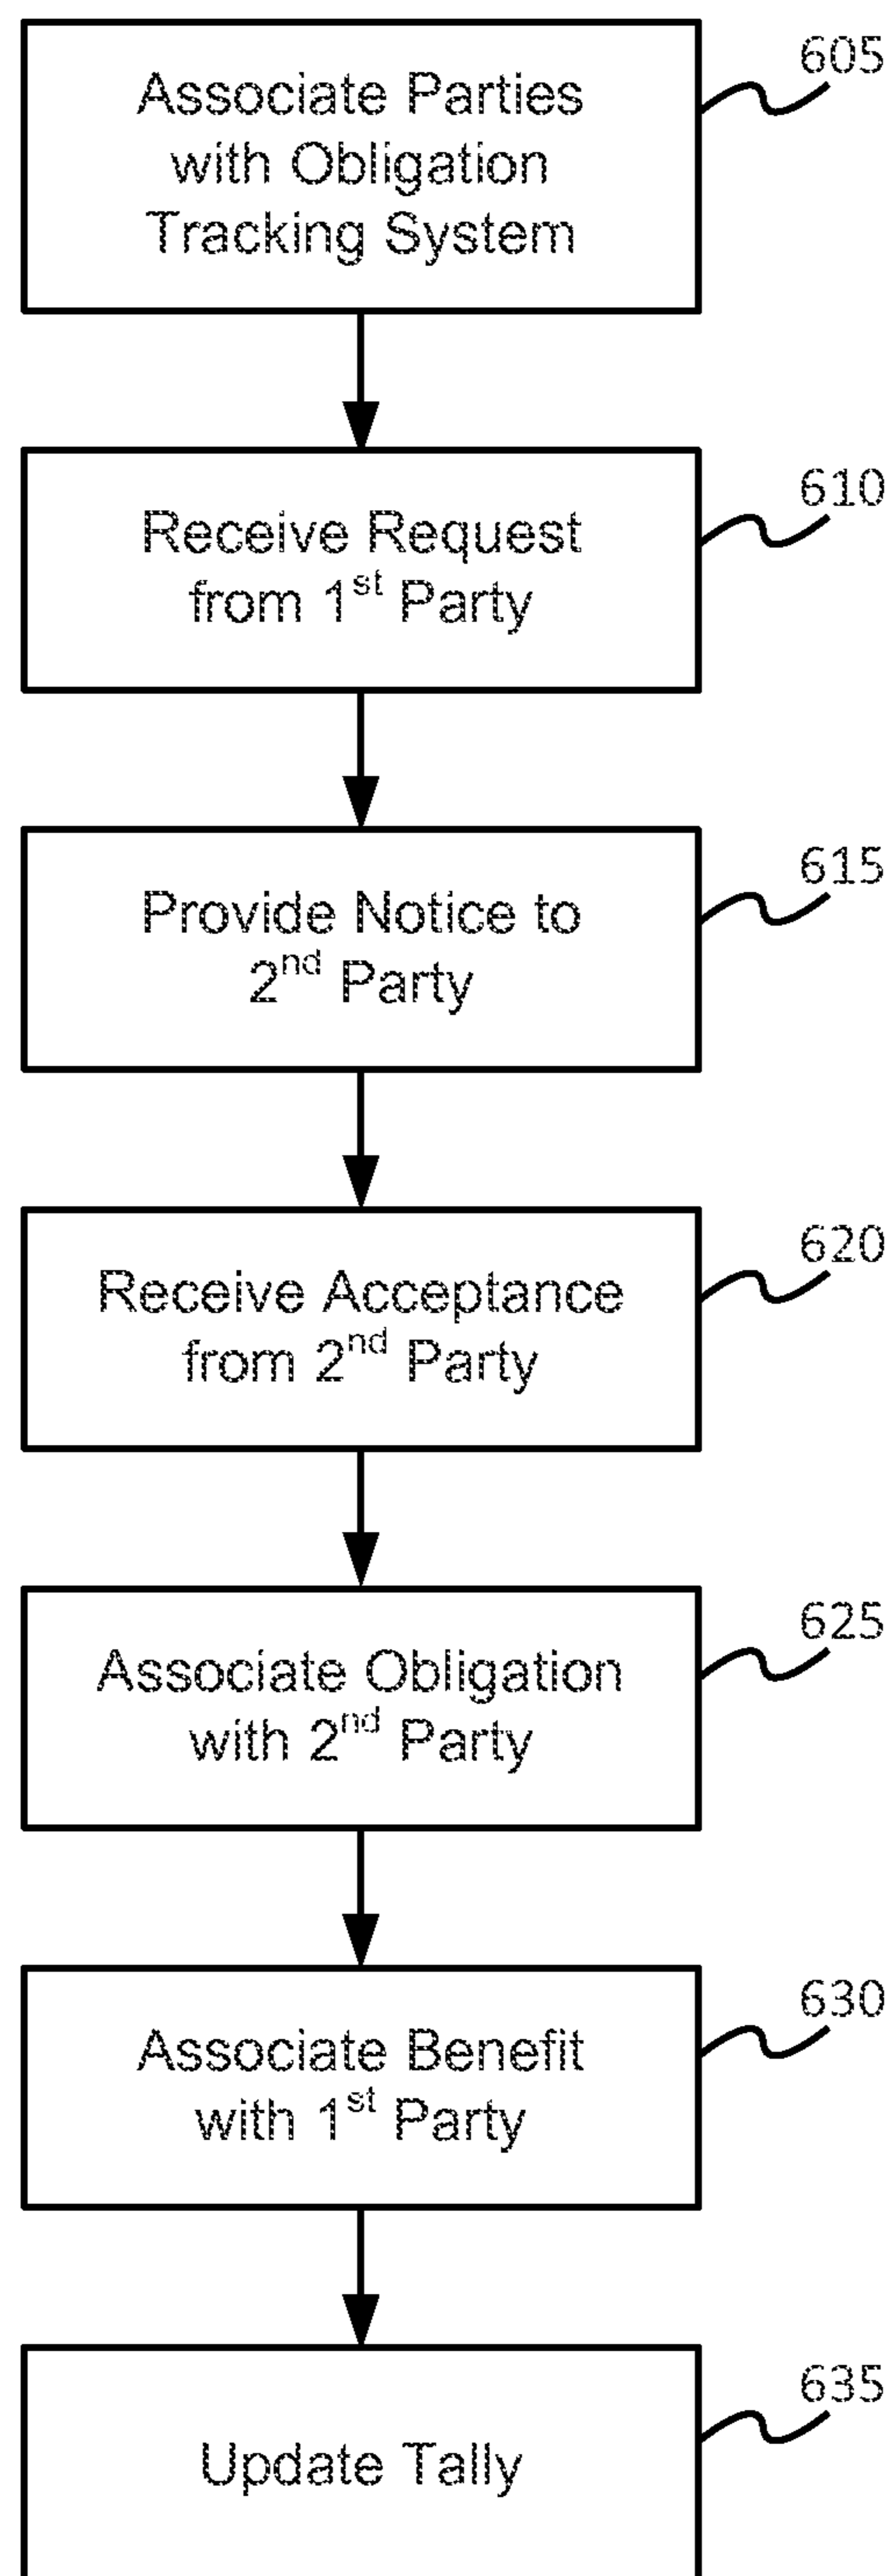 605
Associate Parties
with Obligation
Tracking System
610
Receive Request
from 1st Party
615
Provide Notice to
2nd Party
620
Receive Acceptance
from 2nd Party
625
Associate Obligation
with 2nd Party
630
Associate Benefit
with 1st Party
635
Update Tally